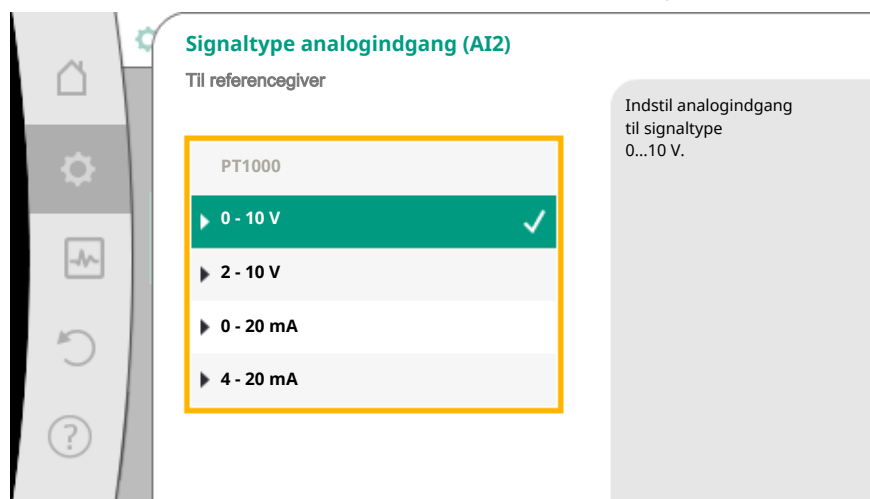 Signaltype analogindgang (AI2)
Til referencegiver
Indstil analogindgang
til signaltype
0...10 V.
PT1000
0 - 10 V
2 - 10 V
0 - 20 mA
4 - 20 mA
?